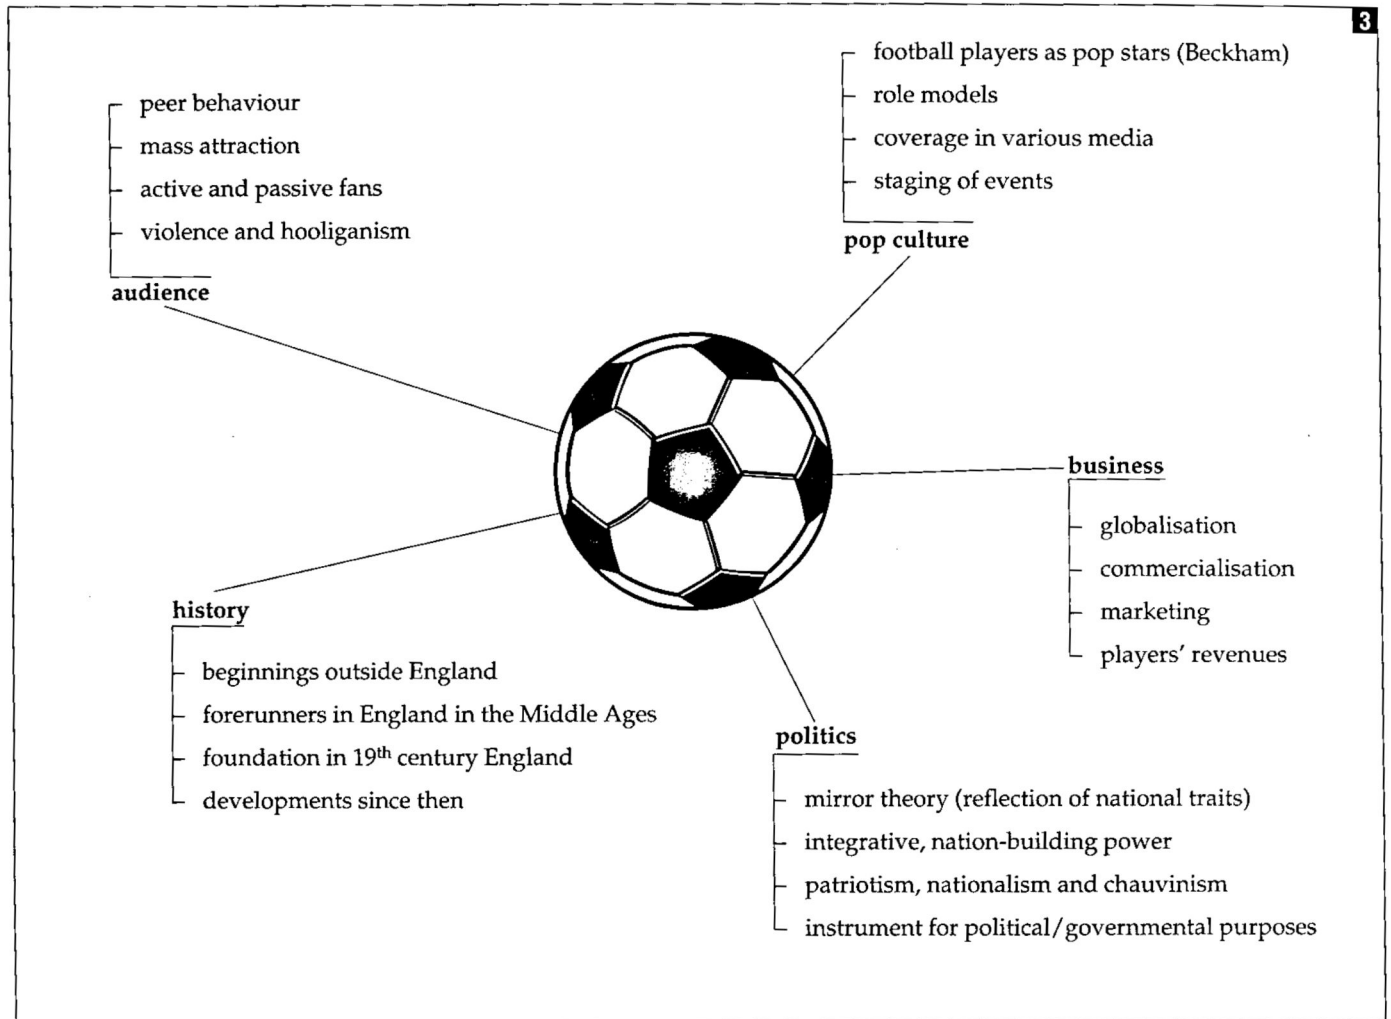 3
peer behaviour
mass attraction
active and passive fans
violence and hooliganism
audience
football players as pop stars (Beckham)
role models
coverage in various media
staging of events
pop culture
business
globalisation
commercialisation
marketing
players' revenues
history
beginnings outside England
forerunners in England in the Middle Ages
foundation in 19th century England
developments since then
politics
mirror theory (reflection of national traits)
integrative, nation-building power
patriotism, nationalism and chauvinism
instrument for political/governmental purposes